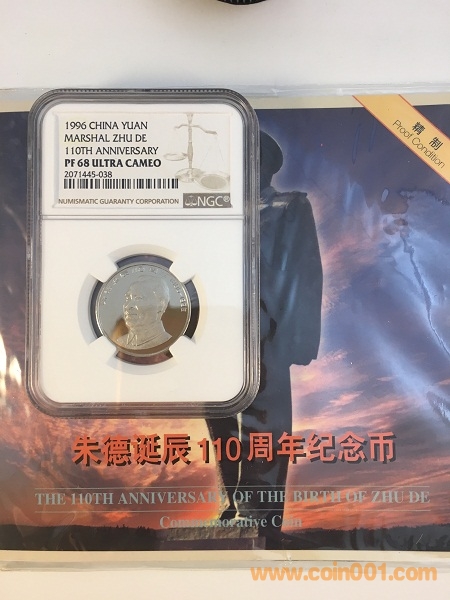 1996 CHINA YUAN
MARSHAL ZHU DE
110TH ANNIVERSARY
PF 68 ULTRA CAMEO
2071445-038
NUMISMATIC GUARANTY CORPORATION
NGC®
精制
Proof Condition
朱德诞辰110周年纪念币
THE 110TH ANNIVERSARY OF THE BIRTH OF ZHU DE
Commemorative Coin
www.coin001.com